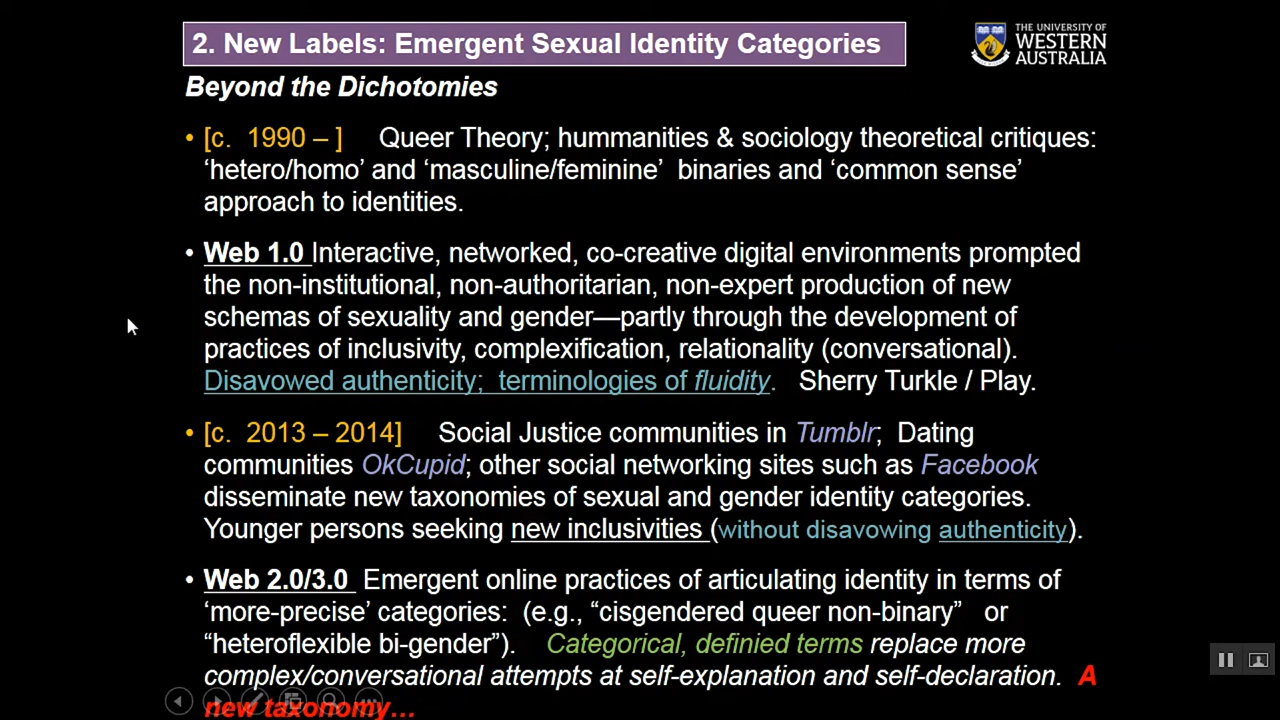 2. New Labels: Emergent Sexual Identity Categories
THE UNIVERSITY OF
WESTERN
AUSTRALIA
Beyond the Dichotomies
• [c. 1990 – ] Queer Theory; hummanities & sociology theoretical critiques:
‘hetero/homo’ and ‘masculine/feminine’ binaries and ‘common sense’
approach to identities.
• Web 1.0 Interactive, networked, co-creative digital environments prompted
the non-institutional, non-authoritarian, non-expert production of new
schemas of sexuality and gender—partly through the development of
practices of inclusivity, complexification, relationality (conversational).
Disavowed authenticity; terminologies of fluidity. Sherry Turkle / Play.
• [c. 2013 – 2014] Social Justice communities in Tumblr; Dating
communities OkCupid; other social networking sites such as Facebook
disseminate new taxonomies of sexual and gender identity categories.
Younger persons seeking new inclusivities (without disavowing authenticity).
• Web 2.0/3.0 Emergent online practices of articulating identity in terms of
‘more-precise’ categories: (e.g., “cisgendered queer non-binary” or
“heteroflexible bi-gender”). Categorical, definied terms replace more
complex/conversational attempts at self-explanation and self-declaration. A
new taxonomy…